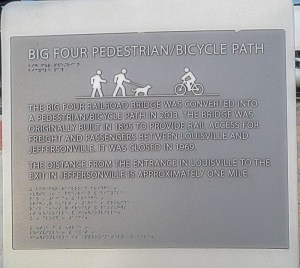 BIG FOUR PEDESTRIAN/BICYCLE PATH
THE BIG FOUR RAILROAD BRIDGE WAS CONVERTED INTO
A PEDESTRIAN/BICYCLE PATH IN 2013. THE BRIDGE WAS
ORIGINALLY BUILT IN 1895 TO PROVIDE RAIL ACCESS FOR
FREIGHT AND PASSENGERS BETWEEN LOUISVILLE AND
JEFFERSONVILLE. IT WAS CLOSED IN 1969.
THE DISTANCE FROM THE ENTRANCE IN LOUISVILLE TO THE
EXIT IN JEFFERSONVILLE IS APPROXIMATELY ONE MILE.